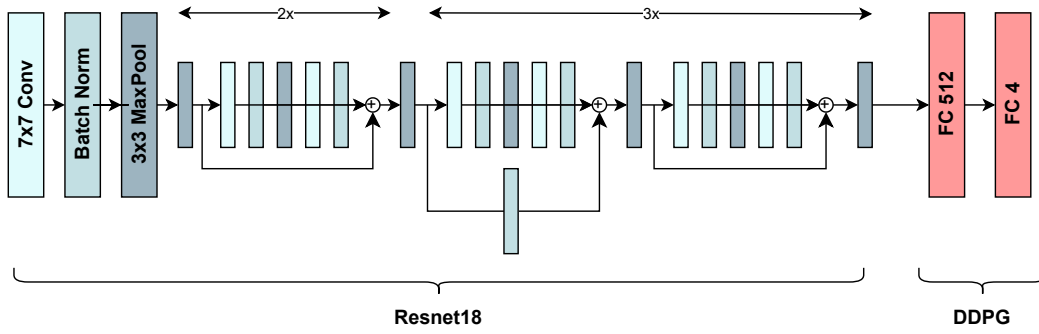 2x
3x
7x7 Conv
Batch Norm
3x3 MaxPool
+
+
+
FC 512
FC 4
Resnet18
DDPG